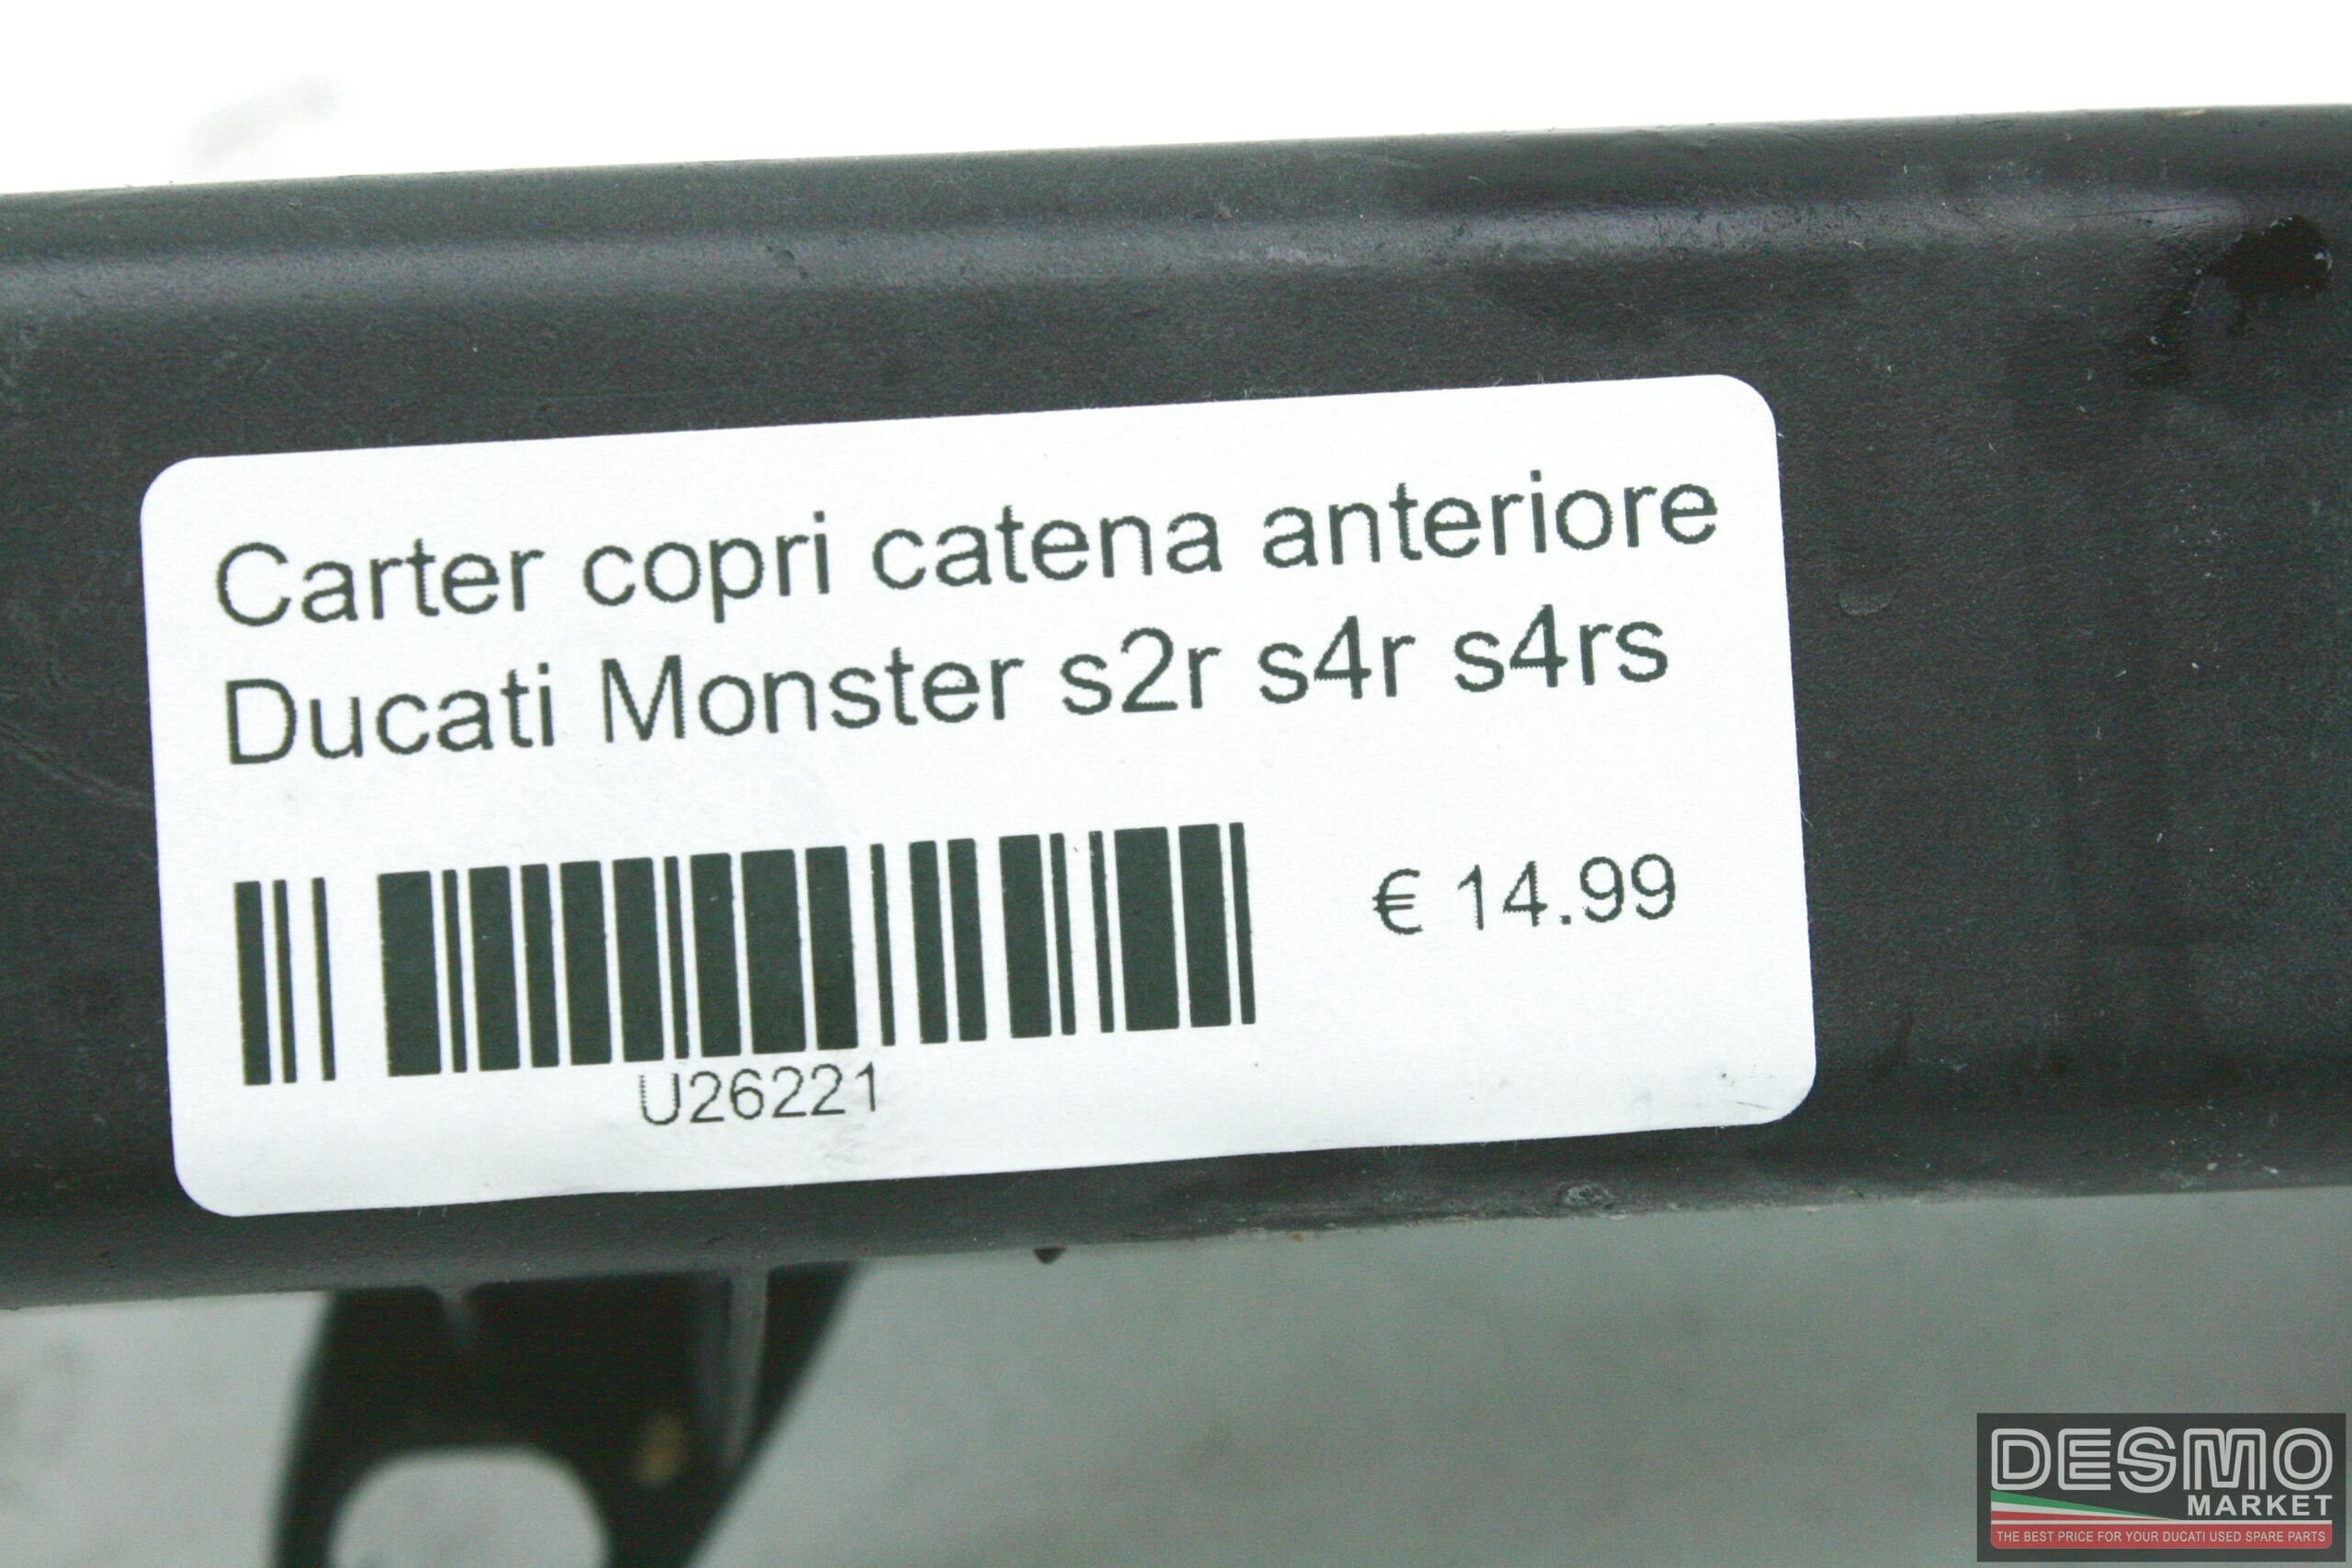 Carter copri catena anteriore
Ducati Monster s2r s4r s4rs
€ 14.99
U26221
DESMO
MARKET
THE BEST PRICE FOR YOUR DUCATI USED SPARE PARTS